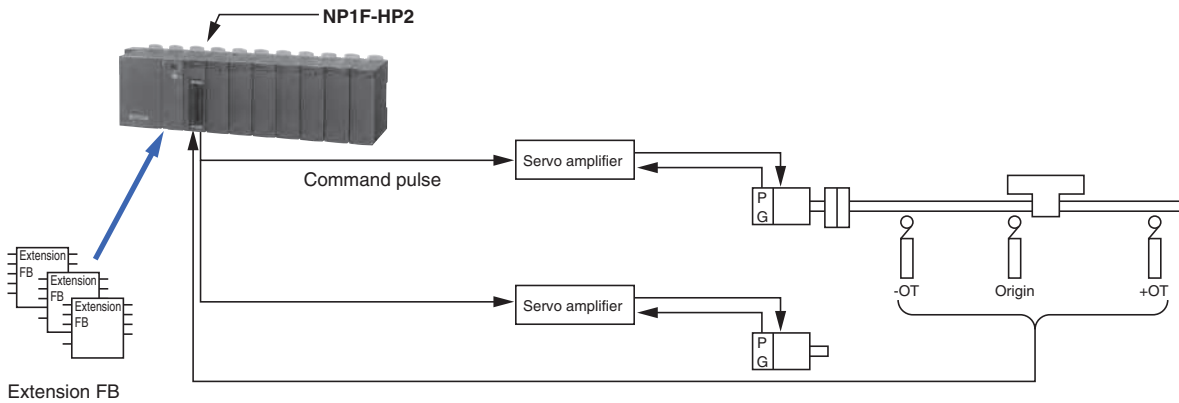 NP1F-HP2
Servo amplifier
Command pulse
P
G
-OT
Origin
+OT
Extension
FB
Extension
FB
Extension
FB
Servo amplifier
P
G
Extension FB